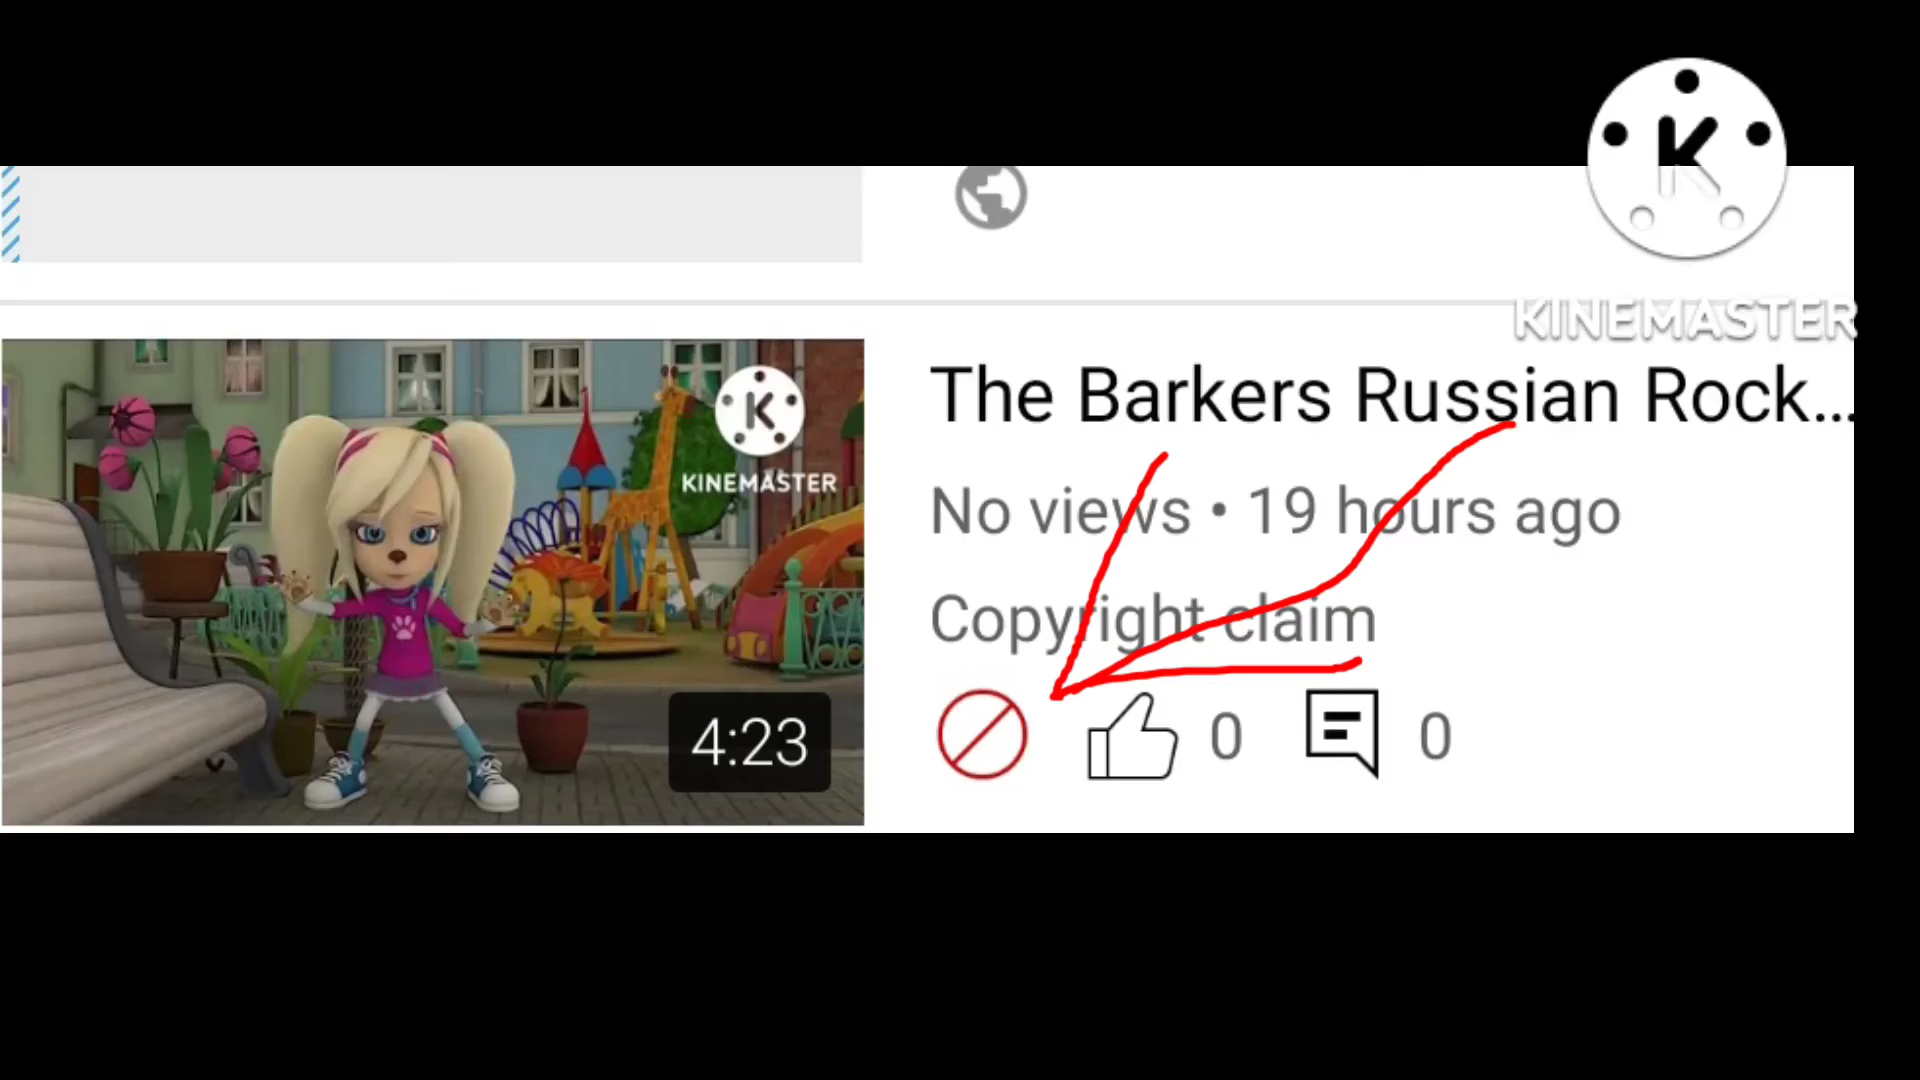 K
KINEMASTER
K
KINEMASTER
4:23
The Barkers Russian Rock...
No views • 19 hours ago
Copyright claim
0 0